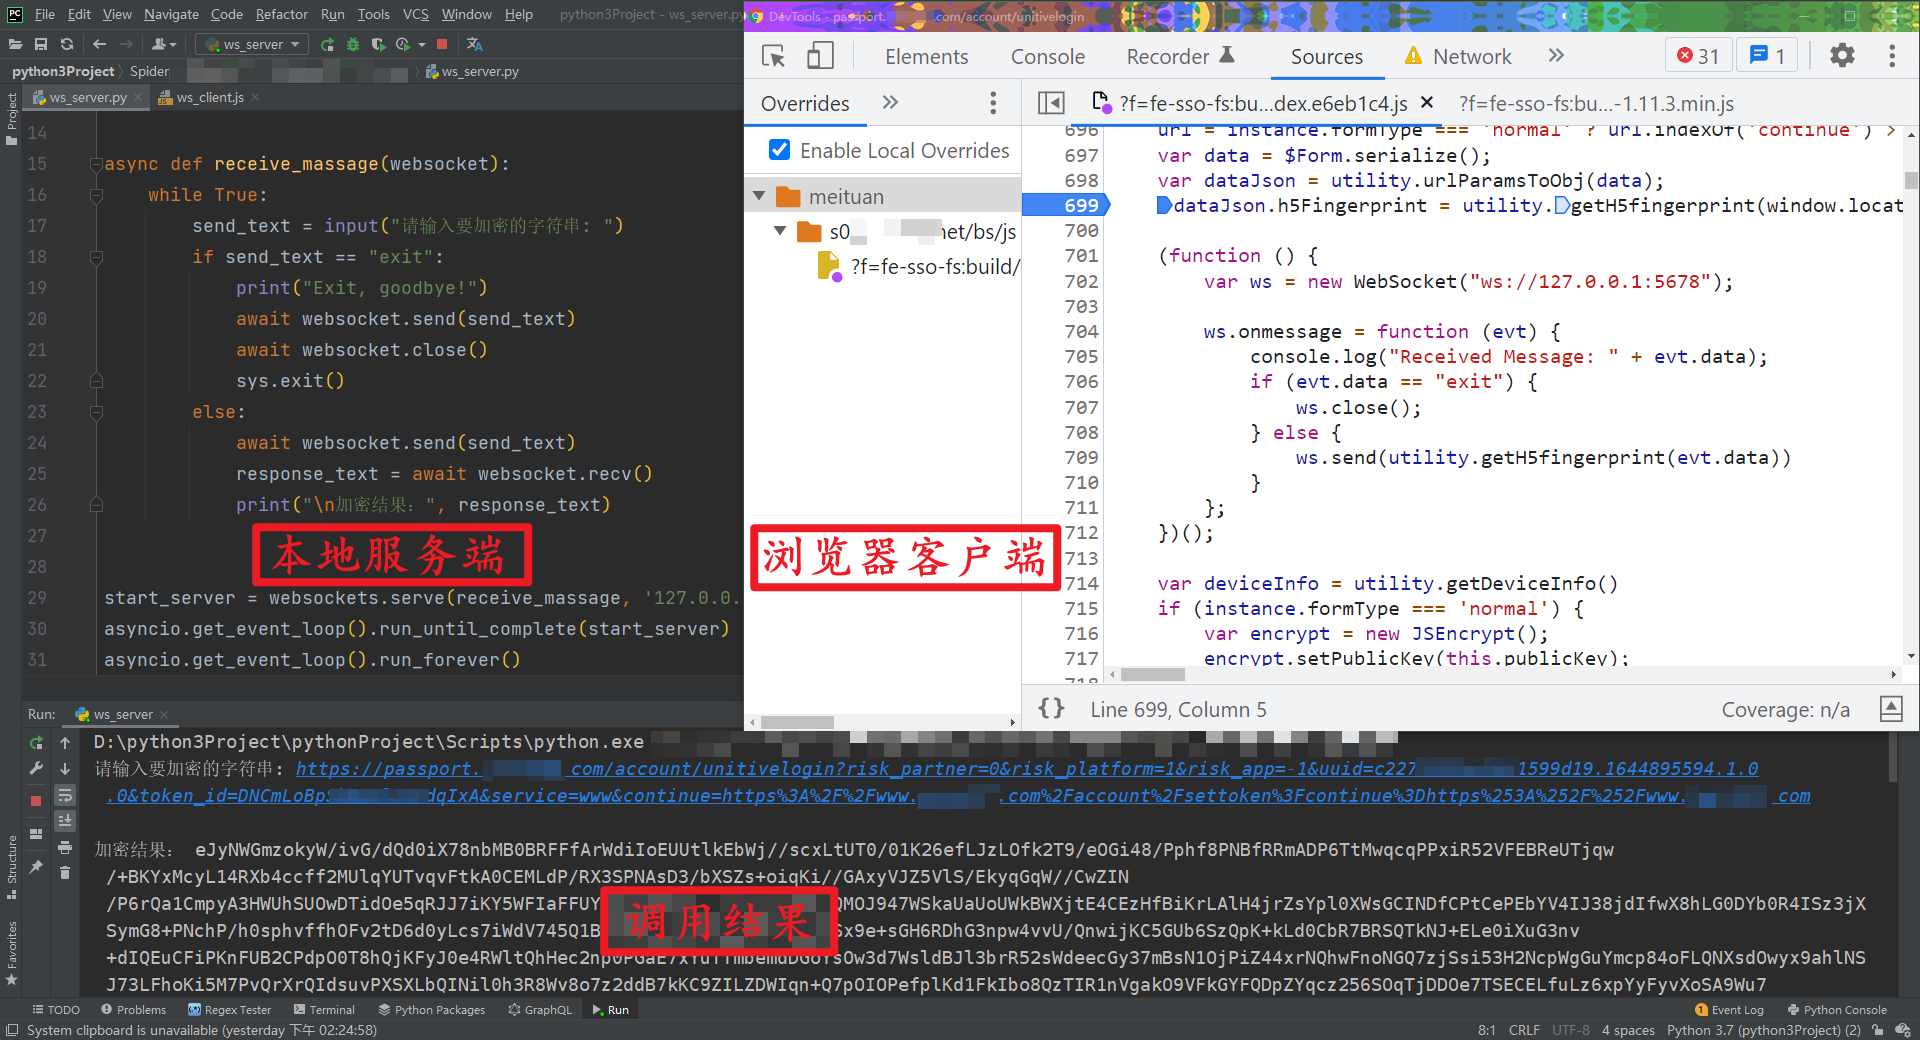 File Edit View Navigate Code Refactor Run Tools VCS Window Help python3Project - ws_server.py
ws_server
python3Project Spider ws_server.py
ws_server.py ws_client.js
Project
14
15 async def receive_massage(websocket):
16 while True:
17 send_text = input("请输入要加密的字符串: ")
18 if send_text == "exit":
19 print("Exit, goodbye!")
20 await websocket.send(send_text)
21 await websocket.close()
22 sys.exit()
23 else:
24 await websocket.send(send_text)
25 response_text = await websocket.recv()
26 print("\n加密结果: ", response_text)
27
本地服务端
28
29 start_server = websockets.serve(receive_massage, '127.0.0.
30 asyncio.get_event_loop().run_until_complete(start_server)
31 asyncio.get_event_loop().run_forever()
DevTools - passport. .com/account/unitivelogin
Elements Console Recorder Sources Network 31 1
Overrides
?f=fe-sso-fs:bu...dex.e6eb1c4.js ?f=fe-sso-fs:bu...-1.11.3.min.js
Enable Local Overrides
meituan
s0 net/bs/js
?f=fe-sso-fs:build/
696 url = instance.formType === 'normal' ? url.indexOf('continue') >
697 var data = $Form.serialize();
698 var dataJson = utility.urlParamsToObj(data);
699 dataJson.h5Fingerprint = utility.getH5fingerprint(window.locat
700
701 (function () {
702 var ws = new WebSocket("ws://127.0.0.1:5678");
703
704 ws.onmessage = function (evt) {
705 console.log("Received Message: " + evt.data);
706 if (evt.data == "exit") {
707 ws.close();
708 } else {
709 ws.send(utility.getH5fingerprint(evt.data))
710 }
711 };
712 })();
浏览器客户端
713
714 var deviceInfo = utility.getDeviceInfo()
715 if (instance.formType === 'normal') {
716 var encrypt = new JSEncrypt();
717 encrypt.setPublicKey(this.publicKey);
718
{} Line 699, Column 5 Coverage: n/a
Run: ws_server
D:\python3Project\pythonProject\Scripts\python.exe
请输入要加密的字符串: https://passport. .com/account/unitivelogin?risk_partner=0&risk_platform=1&risk_app=-1&uuid=c227 1599d19.1644895594.1.0
.0&token_id=DNCmLoBp dqIxA&service=www&continue=https%3A%2F%2Fwww. .com%2Faccount%2Fsettoken%3Fcontinue%3Dhttps%253A%252F%252Fwww. com
加密结果: eJyNWGmzokyW/ivG/dQd0iX78nbMB0BRFFfArWdiIoEUUtlkEbWj//scxLtUT0/01K26efLJzLOfk2T9/eOGi48/Pphf8PNBfRRmADP6TtMwqcqPPxiR52VFEBReUTjqw
/+BKYxMcyL14RXb4ccff2MUlqYUTvqvFtkA0CEMLdP/RX3SPNAsD3/bXSZs+oiqKi//GAxyVJZ5VlS/EkyqGqW//CwZIN
/P6rQa1CmpyA3HWUhSUOwDTidOe5qRJJ7iKY5WFIaFFUY QMOJ947WSkaUaUoUWkBWXjtE4CEzHfBiKrLAlH4jrZsYpl0XWsGCINDfCPtCePEbYV4IJ38jdIfwX8hLG0DYb0R4ISz3jX
SymG8+PNchP/h0sphvffhOFv2tD6d0yLcs7iWdV745Q1B Sx9e+sGH6RDhG3npw4vvU/QnwijKC5GUb6SzQpK+kLd0CbR7BRSQTkNJ+ELe0iXuG3nv
调用结果
+dIQEuCFiPKnFUB2CPdpO0T8hQjKFyJ0e4RWltQhHec2n sOw3d7WsldBJl3brR52sWdeecGy37mBsN1OjPiZ44xrNQhwFnoNGQ7zjSsi53H2NcpWgGuYmcp84oFLQNXsdOwyx9ahlNS
J73LFhoKi5M7PvQrXrQIdsuvPXSXLbQINil0h3R8Wv8o7z2ddB7kKC9ZILZDWIqn+Q7pOIOPefplKd1FkIbo8QzTIR1nVgakO9VFkGYFQDpZYqcz256SOqTjDDOe7TSECELfuLz6xpYyFyvXoSA9Wu7
Structure
Favorites
TODO Problems Regex Tester Terminal Python Packages GraphQL Run 1 Event Log Python Console
System clipboard is unavailable (yesterday 下午 02:24:58) 8:1 CRLF UTF-8 4 spaces Python 3.7 (python3Project) (2)